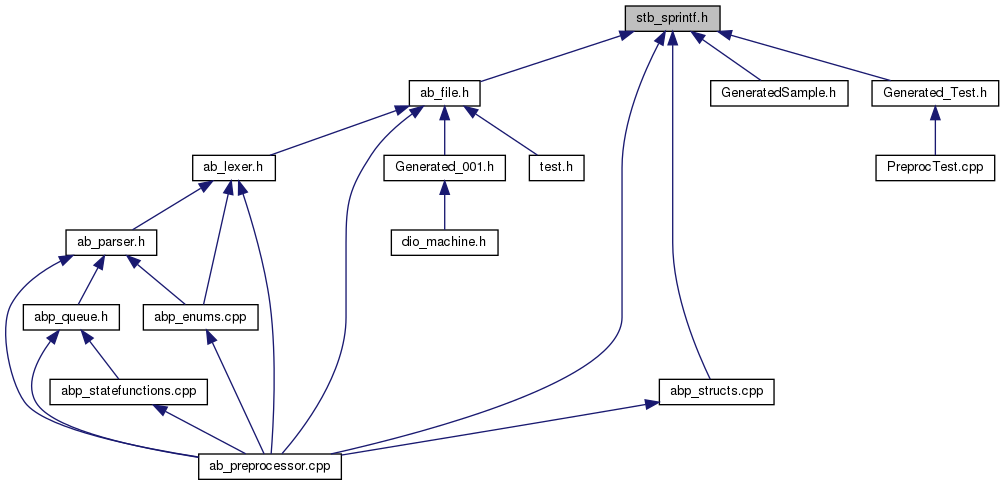 stb_sprintf.h
ab_file.h
GeneratedSample.h
Generated_Test.h
ab_lexer.h
Generated_001.h
test.h
PreprocTest.cpp
ab_parser.h
dio_machine.h
abp_queue.h
abp_enums.cpp
abp_statefunctions.cpp
abp_structs.cpp
ab_preprocessor.cpp